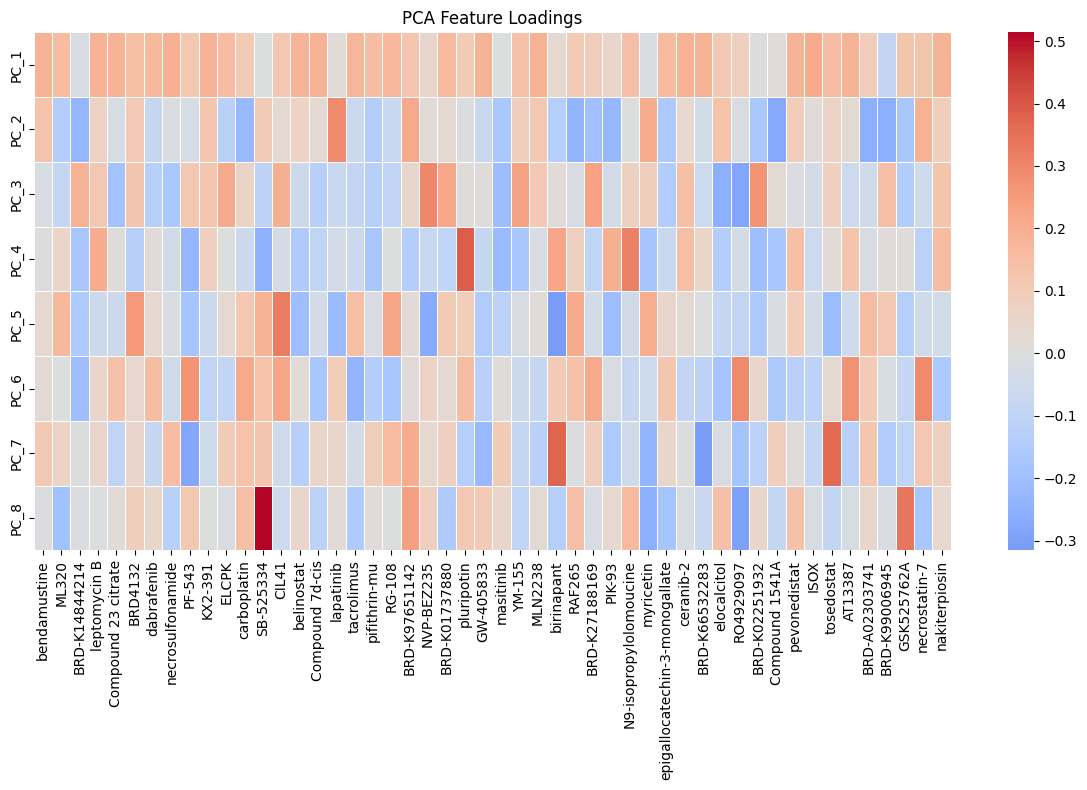 PCA Feature Loadings
PC_1
PC_2
PC_3
PC_4
PC_5
PC_6
PC_7
PC_8
0.5
0.4
0.3
0.2
0.1
0.0
−0.1
−0.2
−0.3
bendamustine
ML320
BRD-K14844214
leptomycin B
Compound 23 citrate
BRD4132
dabrafenib
necrosulfonamide
PF-543
KX2-391
ELCPK
carboplatin
SB-525334
CIL41
belinostat
Compound 7d-cis
lapatinib
tacrolimus
pifithrin-mu
RG-108
BRD-K97651142
NVP-BEZ235
BRD-K01737880
pluripotin
GW-405833
masitinib
YM-155
MLN2238
birinapant
RAF265
BRD-K27188169
PIK-93
N9-isopropylolomoucine
myricetin
epigallocatechin-3-monogallate
ceranib-2
BRD-K66532283
elocalcitol
RO4929097
BRD-K02251932
Compound 1541A
pevonedistat
ISOX
tosedostat
AT13387
BRD-A02303741
BRD-K99006945
GSK525762A
necrostatin-7
nakiterpiosin